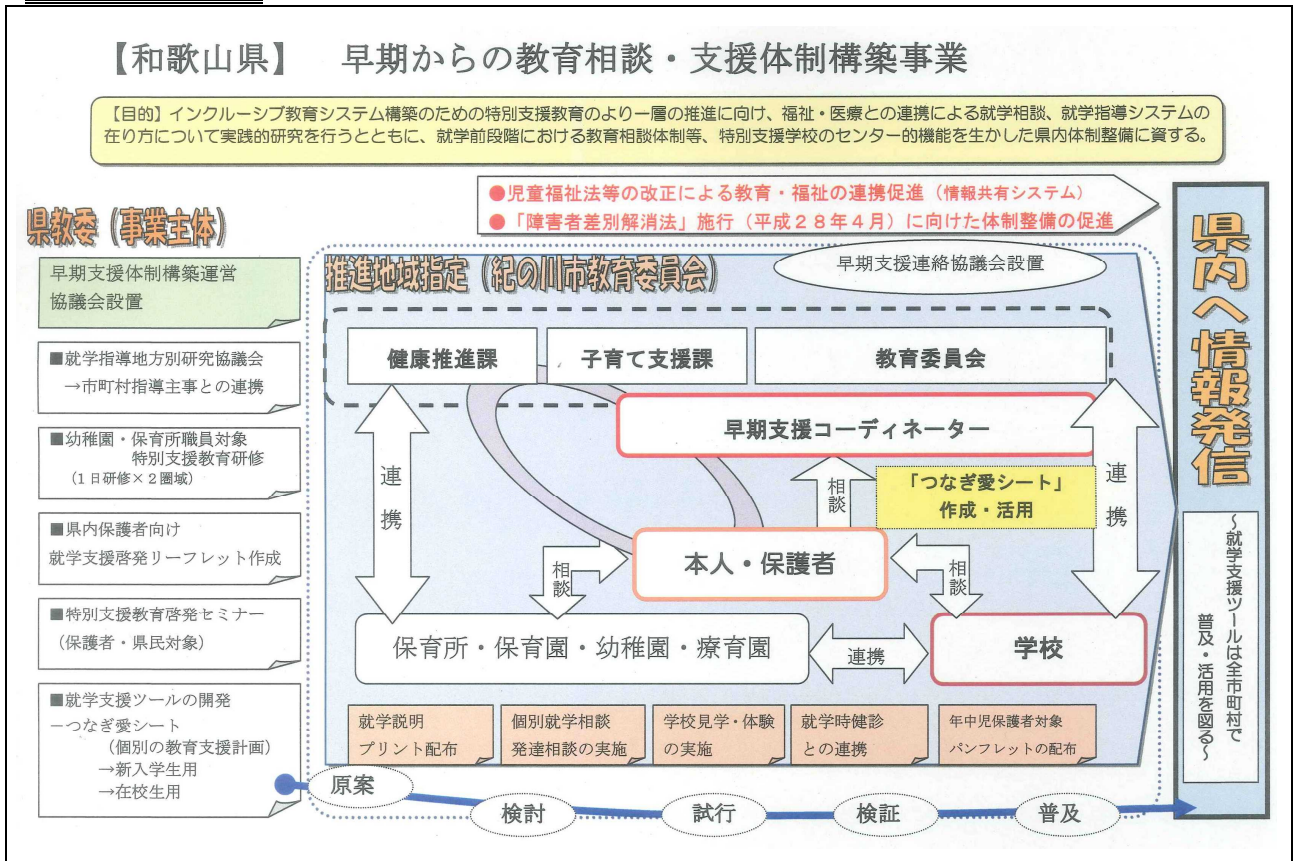 【和歌山県】 早期からの教育相談・支援体制構築事業
【目的】インクルーシブ教育システム構築のための特別支援教育のより一層の推進に向け、福祉・医療との連携による就学相談、就学指導システムの
在り方について実践的研究を行うとともに、就学前段階における教育相談体制等、特別支援学校のセンター的機能を生かした県内体制整備に資する。
●児童福祉法等の改正による教育・福祉の連携促進（情報共有システム）
●「障害者差別解消法」施行（平成２８年４月）に向けた体制整備の促進
県教委（事業主体）
早期支援体制構築運営
協議会設置
■就学指導地方別研究協議会
→市町村指導主事との連携
■幼稚園・保育所職員対象
特別支援教育研修
（１日研修×２圏域）
■県内保護者向け
就学支援啓発リーフレット作成
■特別支援教育啓発セミナー
（保護者・県民対象）
■就学支援ツールの開発
－つなぎ愛シート
（個別の教育支援計画）
→新入学生用
→在校生用
推進地域指定（紀の川市教育委員会）
早期支援連絡協議会設置
健康推進課
子育て支援課
教育委員会
早期支援コーディネーター
連携
相談
「つなぎ愛シート」
作成・活用
連携
本人・保護者
相談
相談
保育所・保育園・幼稚園・療育園
連携
学校
就学説明
プリント配布
個別就学相談
発達相談の実施
学校見学・体験
の実施
就学時健診
との連携
年中児保護者対象
パンフレットの配布
原案
検討
試行
検証
普及
県内へ情報発信
～就学支援ツールは全市町村で
普及・活用を図る～